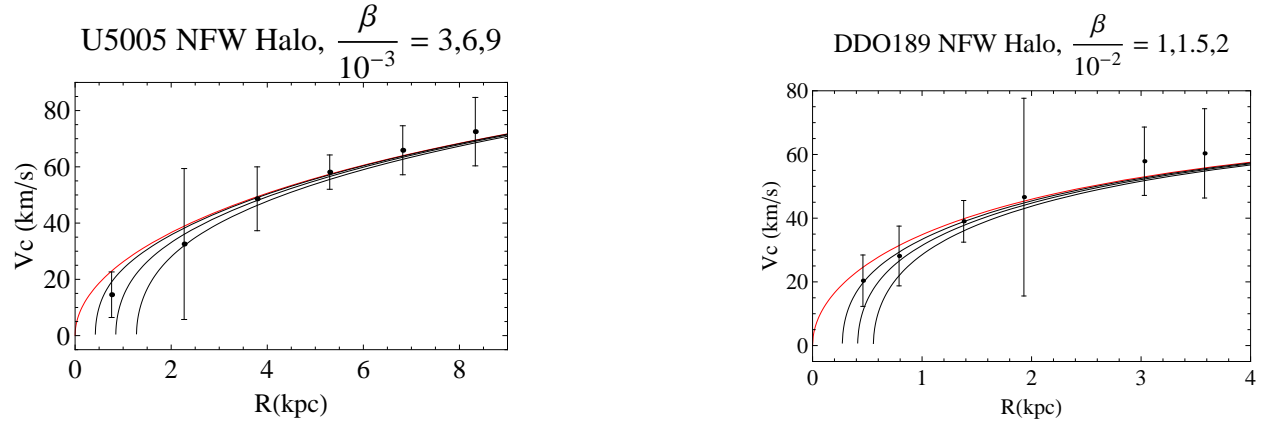 U5005 NFW Halo, β/10⁻³ = 3,6,9
80
60
40
20
0
Vc (km/s)
0 2 4 6 8
R(kpc)
DDO189 NFW Halo, β/10⁻² = 1,1.5,2
80
60
40
20
0
Vc (km/s)
0 1 2 3 4
R(kpc)